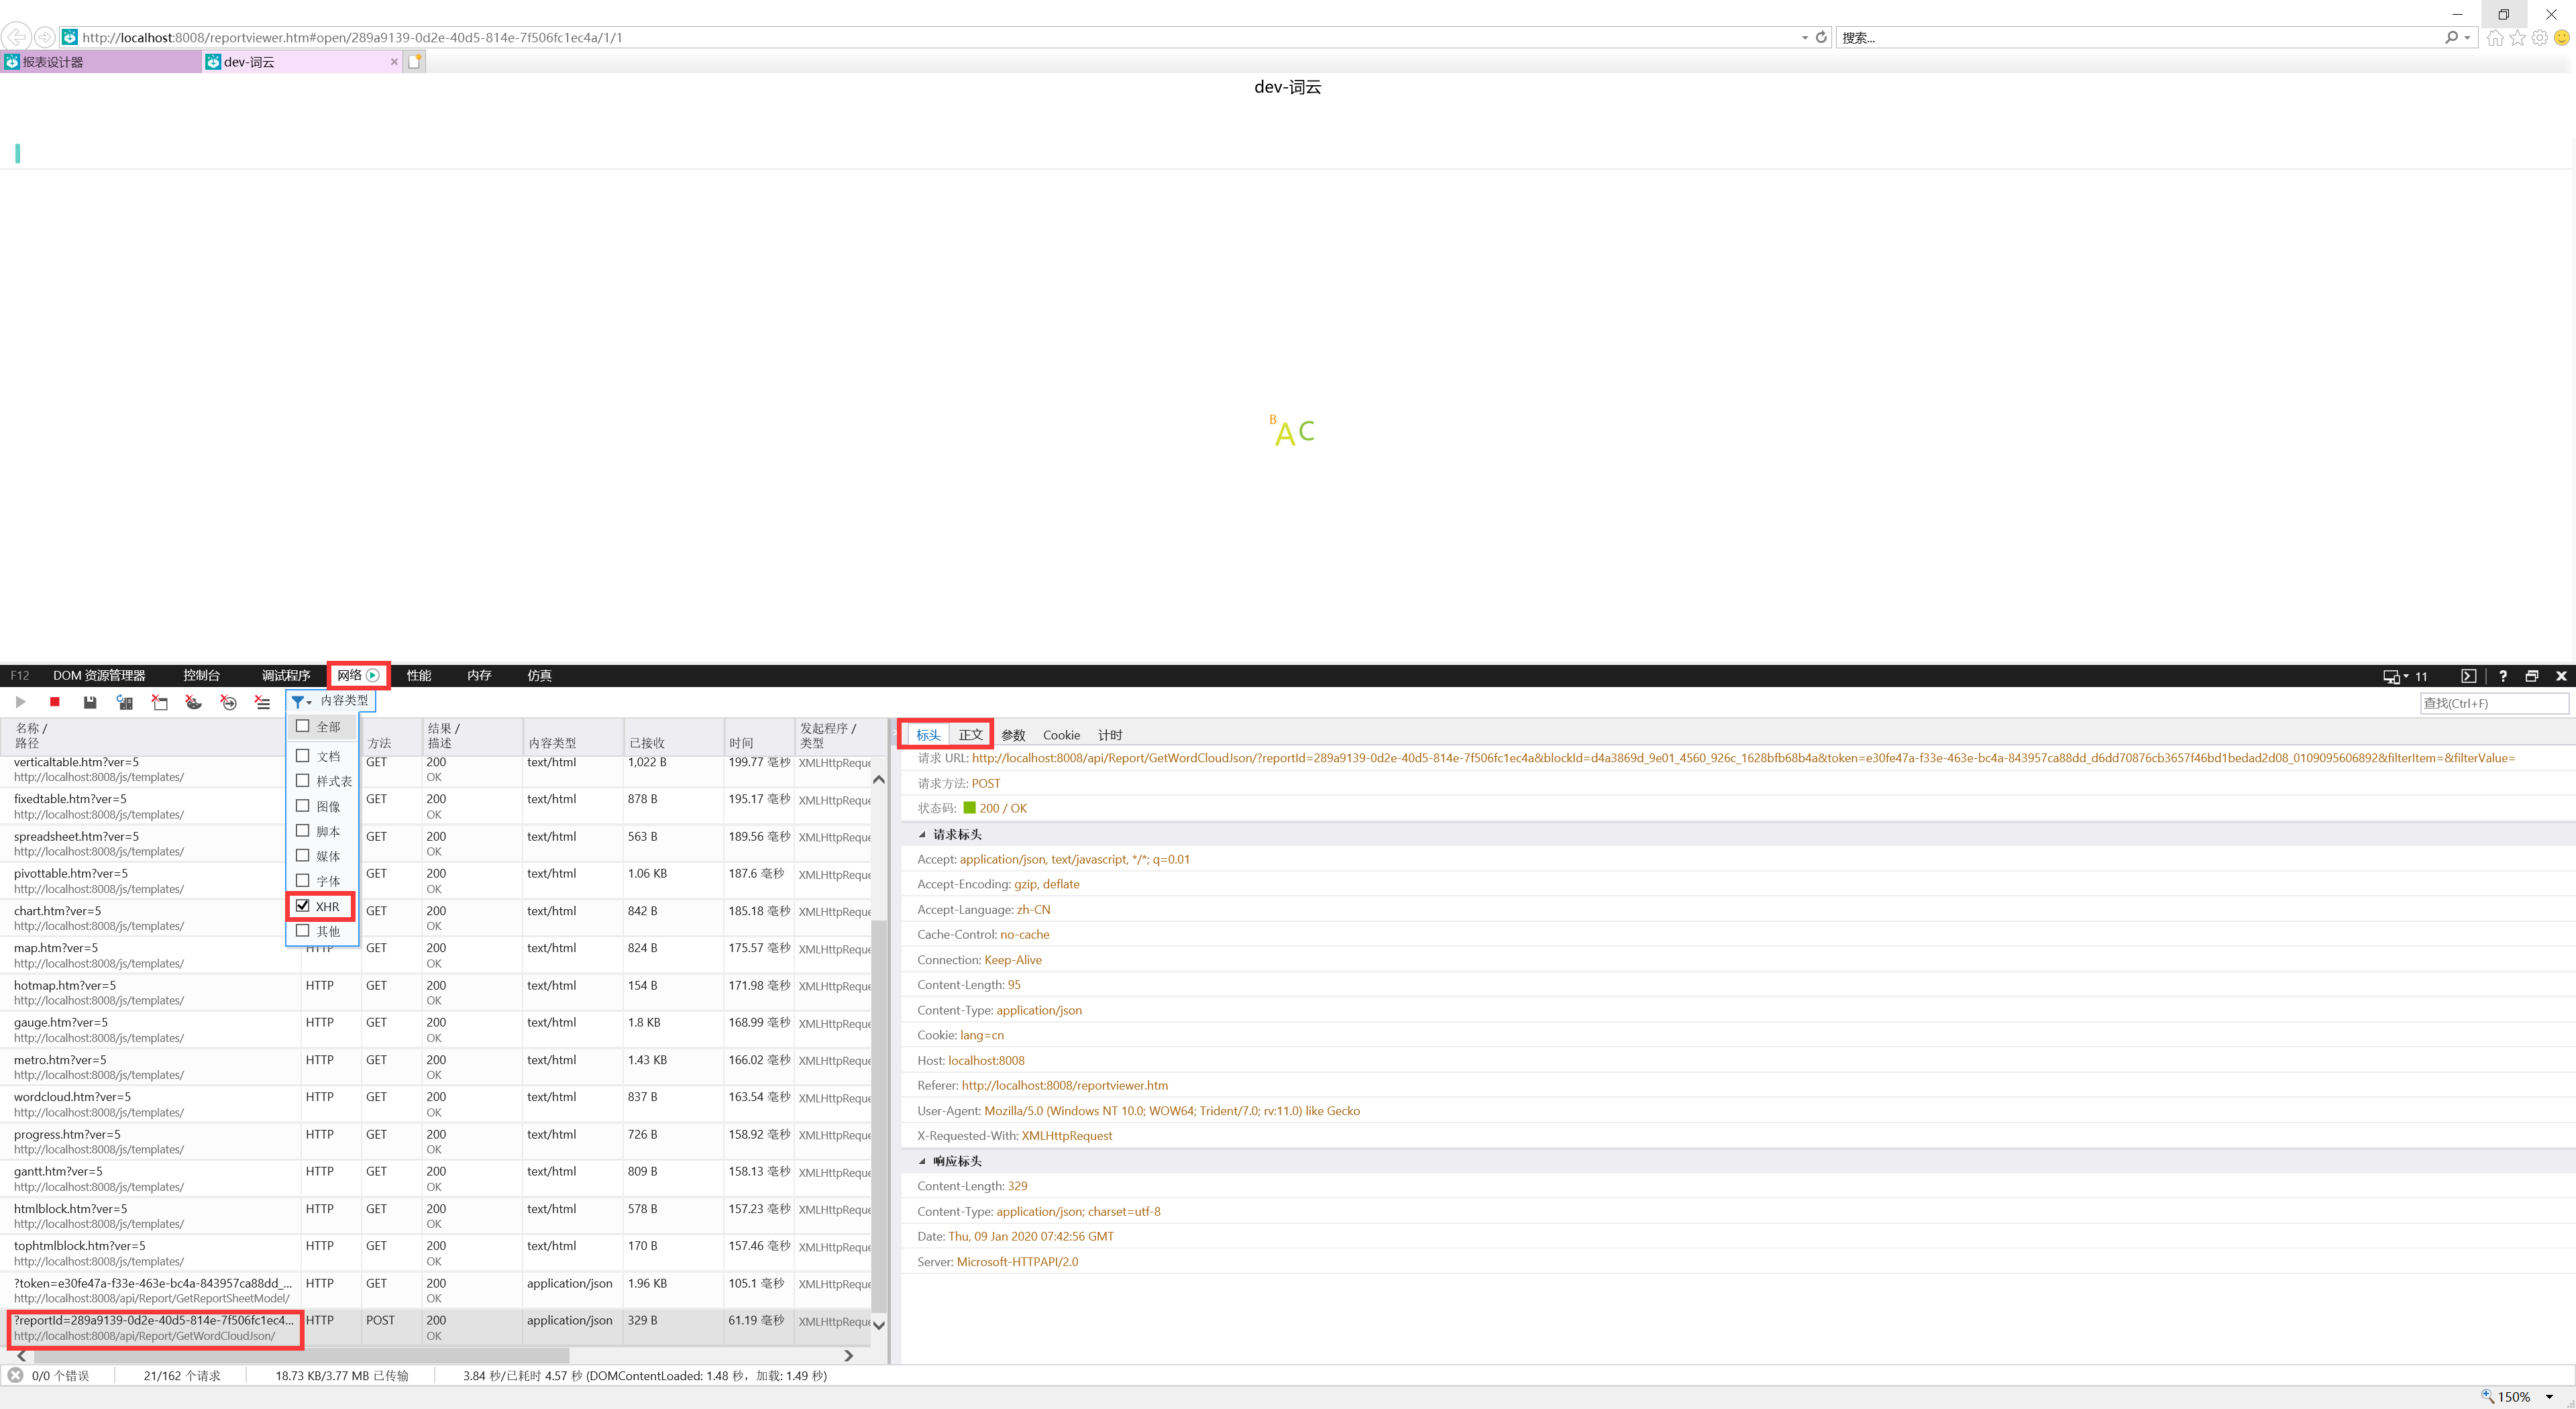 http://localhost:8008/reportviewer.htm#open/289a9139-0d2e-40d5-814e-7f506fc1ec4a/1/1
搜索...
报表设计器
dev-词云
dev-词云
B
A C
F12 DOM 资源管理器 控制台 调试程序 网络 性能 内存 仿真 11 ?
内容类型 查找(Ctrl+F)
全部
文档
样式表
图像
脚本
媒体
字体
XHR
其他
名称 / 路径 方法 结果 / 描述 内容类型 已接收 时间 发起程序 / 类型
verticaltable.htm?ver=5 GET 200 text/html 1,022 B 199.77 毫秒 XMLHttpReque
http://localhost:8008/js/templates/ OK
fixedtable.htm?ver=5 GET 200 text/html 878 B 195.17 毫秒 XMLHttpReque
http://localhost:8008/js/templates/ OK
spreadsheet.htm?ver=5 GET 200 text/html 563 B 189.56 毫秒 XMLHttpReque
http://localhost:8008/js/templates/ OK
pivottable.htm?ver=5 GET 200 text/html 1.06 KB 187.6 毫秒 XMLHttpReque
http://localhost:8008/js/templates/ OK
chart.htm?ver=5 GET 200 text/html 842 B 185.18 毫秒 XMLHttpReque
http://localhost:8008/js/templates/ OK
map.htm?ver=5 HTTP GET 200 text/html 824 B 175.57 毫秒 XMLHttpReque
http://localhost:8008/js/templates/ OK
hotmap.htm?ver=5 HTTP GET 200 text/html 154 B 171.98 毫秒 XMLHttpReque
http://localhost:8008/js/templates/ OK
gauge.htm?ver=5 HTTP GET 200 text/html 1.8 KB 168.99 毫秒 XMLHttpReque
http://localhost:8008/js/templates/ OK
metro.htm?ver=5 HTTP GET 200 text/html 1.43 KB 166.02 毫秒 XMLHttpReque
http://localhost:8008/js/templates/ OK
wordcloud.htm?ver=5 HTTP GET 200 text/html 837 B 163.54 毫秒 XMLHttpReque
http://localhost:8008/js/templates/ OK
progress.htm?ver=5 HTTP GET 200 text/html 726 B 158.92 毫秒 XMLHttpReque
http://localhost:8008/js/templates/ OK
gantt.htm?ver=5 HTTP GET 200 text/html 809 B 158.13 毫秒 XMLHttpReque
http://localhost:8008/js/templates/ OK
htmlblock.htm?ver=5 HTTP GET 200 text/html 578 B 157.23 毫秒 XMLHttpReque
http://localhost:8008/js/templates/ OK
tophtmlblock.htm?ver=5 HTTP GET 200 text/html 170 B 157.46 毫秒 XMLHttpReque
http://localhost:8008/js/templates/ OK
?token=e30fe47a-f33e-463e-bc4a-843957ca88dd_... HTTP GET 200 application/json 1.96 KB 105.1 毫秒 XMLHttpReque
http://localhost:8008/api/Report/GetReportSheetModel/ OK
?reportId=289a9139-0d2e-40d5-814e-7f506fc1ec4... HTTP POST 200 application/json 329 B 61.19 毫秒 XMLHttpReque
http://localhost:8008/api/Report/GetWordCloudJson/ OK
标头 正文 参数 Cookie 计时
请求 URL: http://localhost:8008/api/Report/GetWordCloudJson/?reportId=289a9139-0d2e-40d5-814e-7f506fc1ec4a&blockId=d4a3869d_9e01_4560_926c_1628bfb68b4a&token=e30fe47a-f33e-463e-bc4a-843957ca88dd_d6dd70876cb3657f46bd1bedad2d08_0109095606892&filterItem=&filterValue=
请求方法: POST
状态码: 200 / OK
请求标头
Accept: application/json, text/javascript, */*; q=0.01
Accept-Encoding: gzip, deflate
Accept-Language: zh-CN
Cache-Control: no-cache
Connection: Keep-Alive
Content-Length: 95
Content-Type: application/json
Cookie: lang=cn
Host: localhost:8008
Referer: http://localhost:8008/reportviewer.htm
User-Agent: Mozilla/5.0 (Windows NT 10.0; WOW64; Trident/7.0; rv:11.0) like Gecko
X-Requested-With: XMLHttpRequest
响应标头
Content-Length: 329
Content-Type: application/json; charset=utf-8
Date: Thu, 09 Jan 2020 07:42:56 GMT
Server: Microsoft-HTTPAPI/2.0
0/0 个错误 21/162 个请求 18.73 KB/3.77 MB 已传输 3.84 秒/已耗时 4.57 秒 (DOMContentLoaded: 1.48 秒，加载: 1.49 秒)
150%